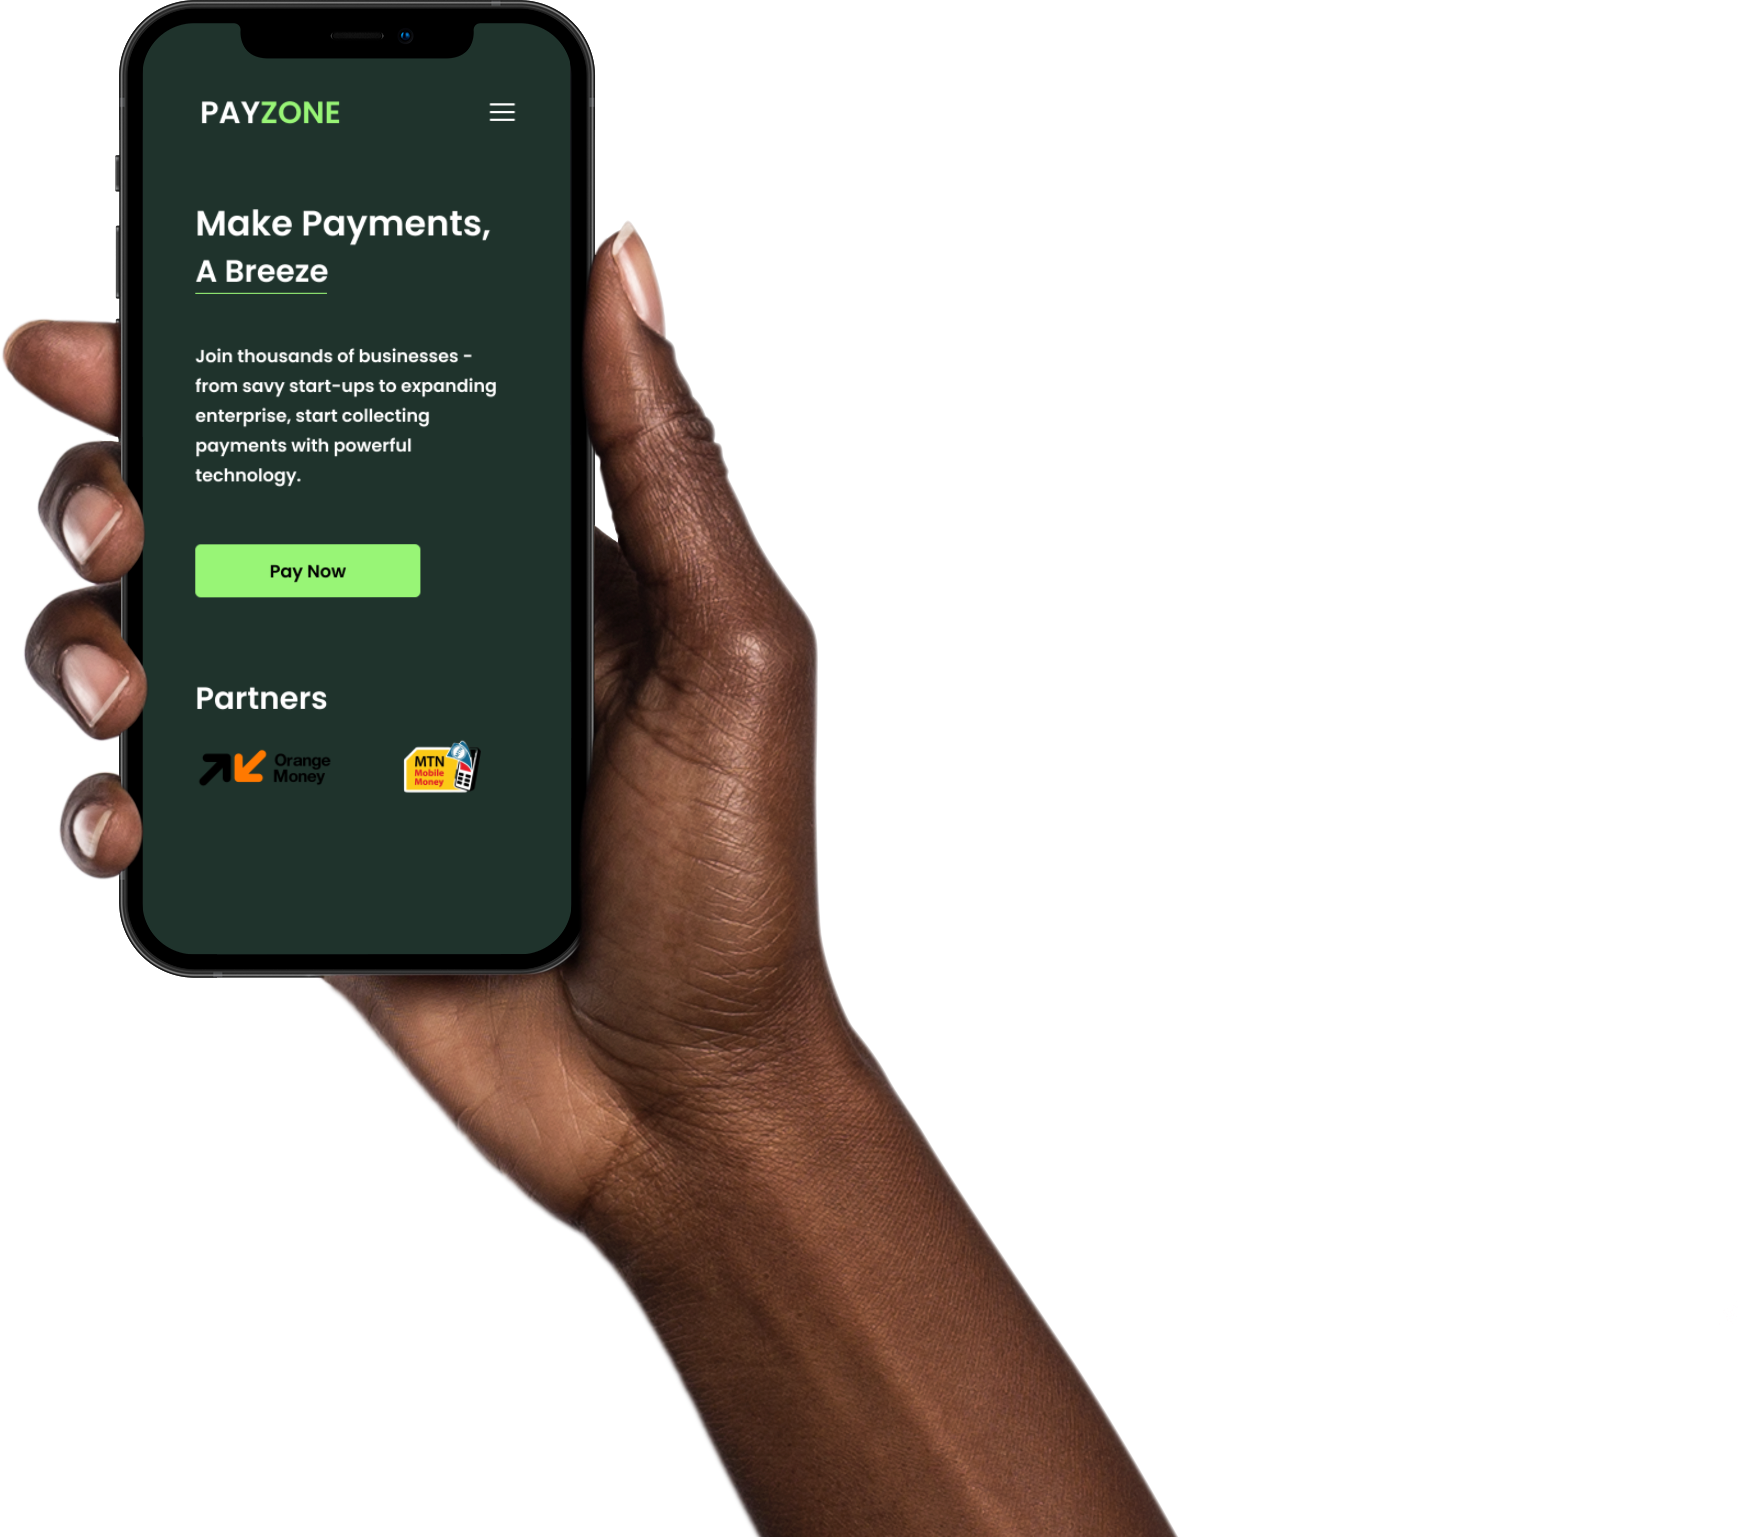 PAYZONE
Make Payments,
A Breeze
Join thousands of businesses -
from savy start-ups to expanding
enterprise, start collecting
payments with powerful
technology.
Pay Now
Partners
Orange
Money
MTN
Mobile
Money